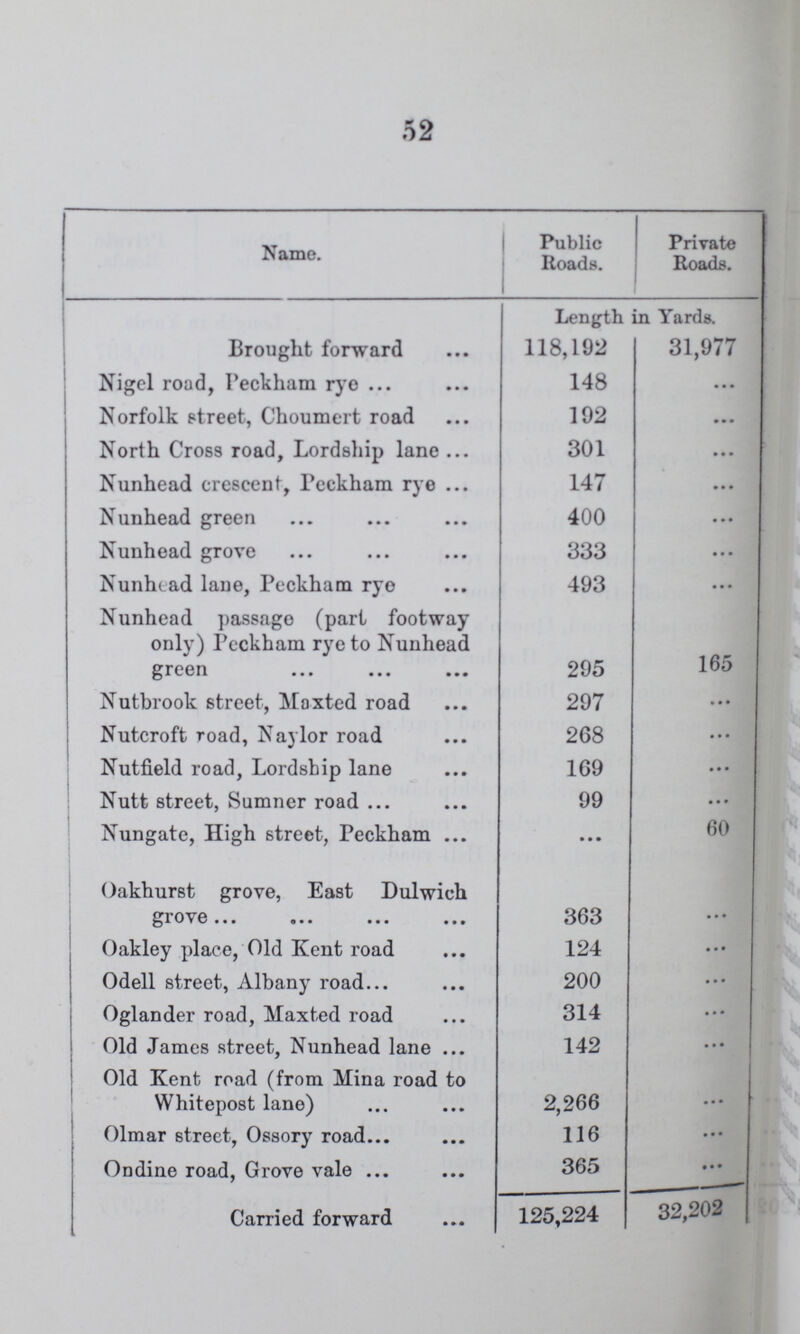 52
Name. Public Roads. Private Roads.
Length in Yards.
Brought forward ... 118,192 31,977
Nigel road, Peckham rye ... ... 148 ...
Norfolk street, Choumert road ... 192 ...
North Cross road, Lordship lane ... 301 ...
Nunhead crescent, Peckham rye ... 147 ...
Nunhead green ... ... ... 400 ...
Nunhead grove ... ... ... 333 ...
Nunhead lane, Peckham rye ... 493 ...
Nunhead passage (part footway
only) Peckham rye to Nunhead
green ... ... ... 295 165
Nutbrook street, Maxted road ... 297 ...
Nutcroft road, Naylor road ... 268 ...
Nutfield road, Lordship lane ... 169 ...
Nutt street, Sumner road ... ... 99 ...
Nungate, High street, Peckham ... ... 60
Oakhurst grove, East Dulwich
grove ... ... ... ... 363 ...
Oakley place, Old Kent road ... 124 ...
Odell street, Albany road... ... 200 ...
Oglander road, Maxted road ... 314 ...
Old James street, Nunhead lane ... 142 ...
Old Kent road (from Mina road to
Whitepost lane) ... ... 2,266 ...
Olmar street, Ossory road... ... 116 ...
Ondine road, Grove vale ... ... 365 ...
Carried forward ... 125,224 32,202